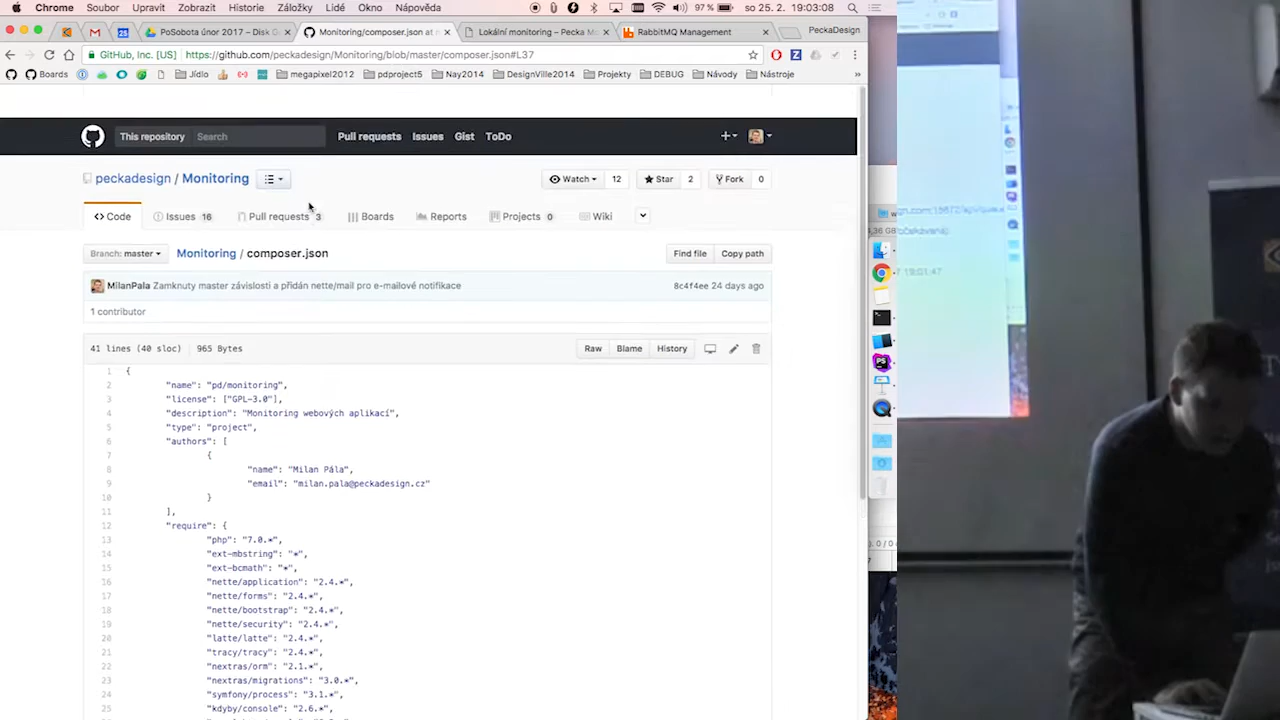 Chrome Soubor Upravit Zobrazit Historie Záložky Lidé Okno Nápověda 97 % so 25. 2. 19:03:08
23 PoSobota únor 2017 – Disk G Monitoring/composer.json at m Lokální monitoring – Pecka Mo RabbitMQ Management PeckaDesign
GitHub, Inc. [US] https://github.com/peckadesign/Monitoring/blob/master/composer.json#L37
Boards Jídlo megapixel2012 pdproject5 Nay2014 DesignVille2014 Projekty DEBUG Návody Nástroje »
This repository Search Pull requests Issues Gist ToDo
peckadesign / Monitoring Watch 12 Star 2 Fork 0
Code Issues 16 Pull requests 3 Boards Reports Projects 0 Wiki
Branch: master Monitoring / composer.json Find file Copy path
MilanPala Zamknuty master závislosti a přidán nette/mail pro e-mailové notifikace 8c4f4ee 24 days ago
1 contributor
41 lines (40 sloc) 965 Bytes Raw Blame History
1 {
2 "name": "pd/monitoring",
3 "license": ["GPL-3.0"],
4 "description": "Monitoring webových aplikací",
5 "type": "project",
6 "authors": [
7 {
8 "name": "Milan Pála",
9 "email": "milan.pala@peckadesign.cz"
10 }
11 ],
12 "require": {
13 "php": "7.0.*",
14 "ext-mbstring": "*",
15 "ext-bcmath": "*",
16 "nette/application": "2.4.*",
17 "nette/forms": "2.4.*",
18 "nette/bootstrap": "2.4.*",
19 "nette/security": "2.4.*",
20 "latte/latte": "2.4.*",
21 "tracy/tracy": "2.4.*",
22 "nextras/orm": "2.1.*",
23 "nextras/migrations": "3.0.*",
24 "symfony/process": "3.1.*",
25 "kdyby/console": "2.6.*",